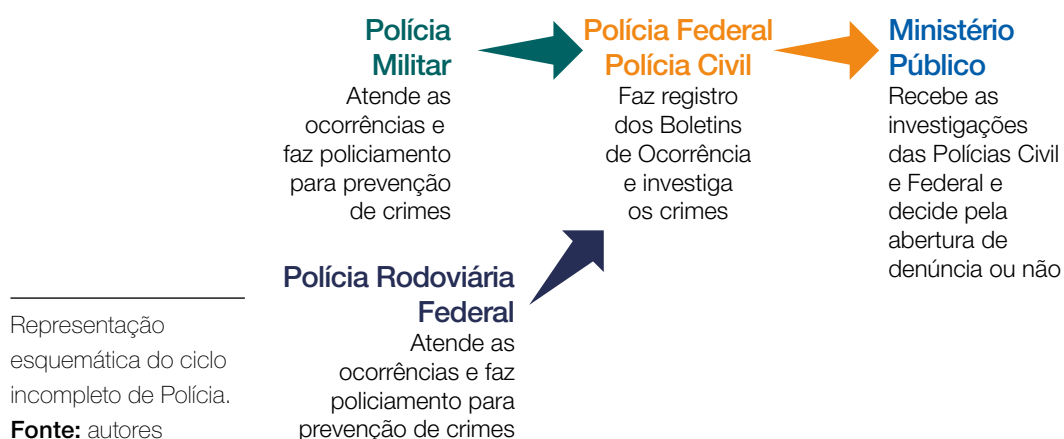 Polícia
Militar
Atende as
ocorrências e
faz policiamento
para prevenção
de crimes
Polícia Federal
Polícia Civil
Faz registro
dos Boletins
de Ocorrência
e investiga
os crimes
Ministério
Público
Recebe as
investigações
das Polícias Civil
e Federal e
decide pela
abertura de
denúncia ou não
Polícia Rodoviária
Federal
Atende as
ocorrências e faz
policiamento para
prevenção de crimes
Representação
esquemática do ciclo
incompleto de Polícia.
Fonte: autores